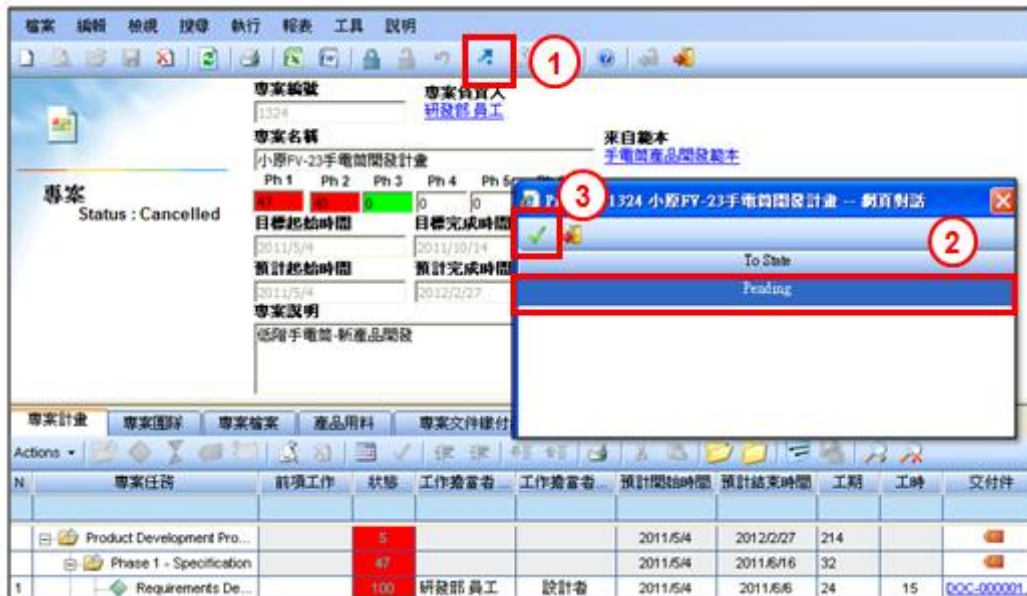 檔案 編輯 檢視 搜尋 執行 報表 工具 說明
1
專案編號 專案負責人
1324 研發部 員工
專案名稱 來自範本
小原FV-23手電筒開發計畫 手電筒產品開發範本
Ph 1 Ph 2 Ph 3 Ph 4
47 40 0 0 0
專案
Status : Cancelled
目標起始時間 目標完成時間
2011/5/4 2011/10/14
預計起始時間 預計完成時間
2011/5/4 2012/2/27
專案說明
低階手電筒-新產品開發
3
1324 小原FV-23手電筒開發計畫 -- 網頁對話
2
To State
Pending
專案計畫 專案團隊 專案檔案 產品用料 專案文件繳付
Actions
N 專案任務 前項工作 狀態 工作擔當者... 工作擔當者... 預計開始時間 預計結束時間 工期 工時 交付件
Product Development Pro... 5 2011/5/4 2012/2/27 214
Phase 1 - Specification 47 2011/5/4 2011/6/16 32
1 Requirements De... 100 研發部 員工 設計者 2011/5/4 2011/6/6 24 15 DOC-000001